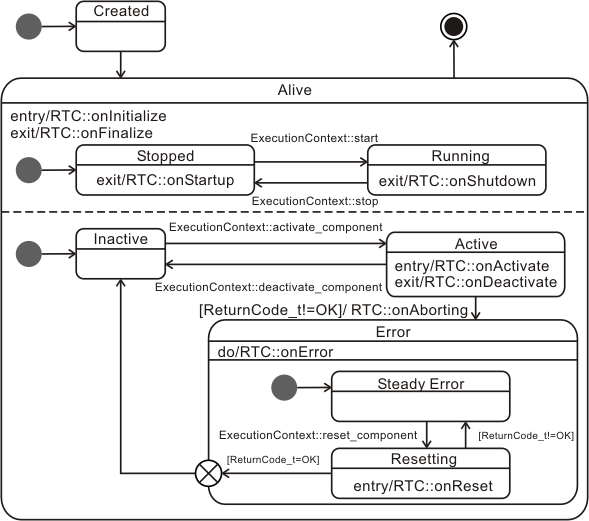 Created
Alive
entry/RTC::onInitialize
exit/RTC::onFinalize
ExecutionContext::start
Stopped
Running
exit/RTC::onStartup
exit/RTC::onShutdown
ExecutionContext::stop
ExecutionContext::activate_component
Inactive
Active
entry/RTC::onActivate
exit/RTC::onDeactivate
ExecutionContext::deactivate_component
[ReturnCode_t!=OK]/ RTC::onAborting
Error
do/RTC::onError
Steady Error
ExecutionContext::reset_component
[ReturnCode_t!=OK]
[ReturnCode_t=OK]
Resetting
entry/RTC::onReset